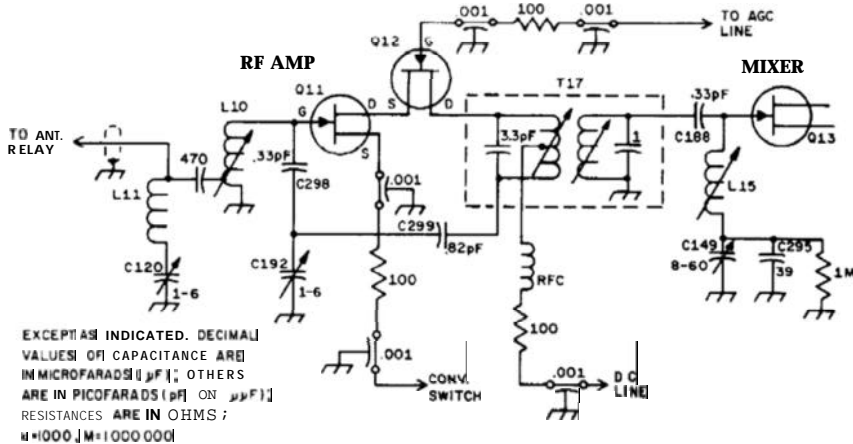 .001
100
.001
TO AGC
LINE
Q12
G
RF AMP
MIXER
Q11
D
S
D
T17
L10
G
.33pF
TO ANT.
RELAY
S
3.3pF
1
C188
Q13
470
.33pF
C298
.001
L15
L11
C299
.82pF
C120
1-6
C192
1-6
100
RFC
C149
8-60
C295
39
1M
100
.001
CONV.
SWITCH
.001
DC
LINE
EXCEPT AS INDICATED. DECIMAL
VALUES OF CAPACITANCE ARE
IN MICROFARADS (µF); OTHERS
ARE IN PICOFARADS (pF ON µµF);
RESISTANCES ARE IN OHMS;
=1000, M=1000 000